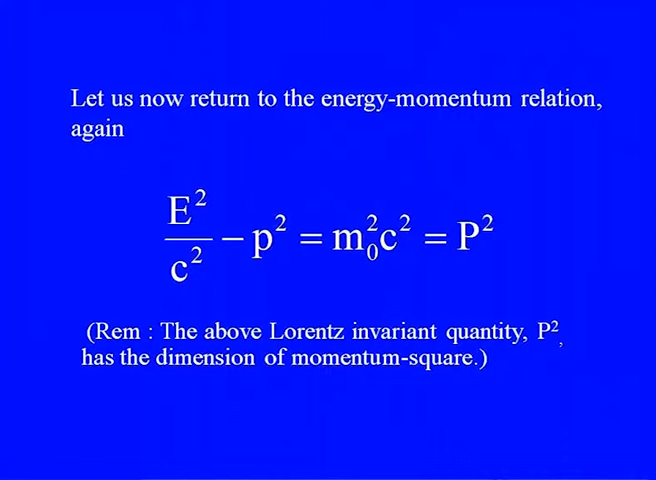 Let us now return to the energy-momentum relation,
again
E²/c² − p² = m₀²c² = P²
(Rem : The above Lorentz invariant quantity, P²,
has the dimension of momentum-square.)